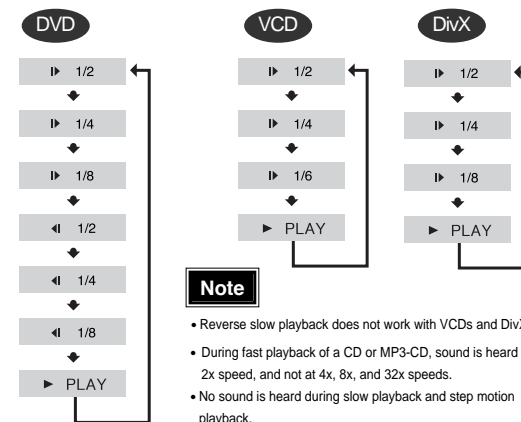 DVD
1/2
1/4
1/8
1/2
1/4
1/8
PLAY
VCD
1/2
1/4
1/6
PLAY
DivX
1/2
1/4
1/8
PLAY
Note
• Reverse slow playback does not work with VCDs and Div
• During fast playback of a CD or MP3-CD, sound is heard
2x speed, and not at 4x, 8x, and 32x speeds.
• No sound is heard during slow playback and step motion
playback.